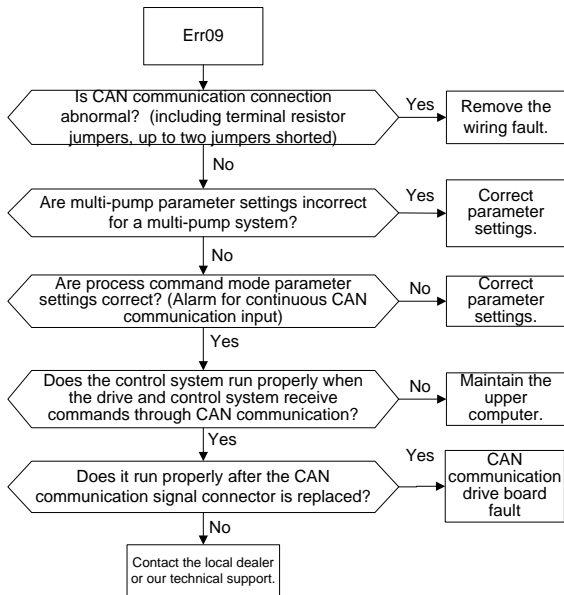 Err09
Is CAN communication connection
abnormal? (including terminal resistor
jumpers, up to two jumpers shorted)
Yes
Remove the
wiring fault.
No
Are multi-pump parameter settings incorrect
for a multi-pump system?
Yes
Correct
parameter
settings.
No
Are process command mode parameter
settings correct? (Alarm for continuous CAN
communication input)
No
Correct
parameter
settings.
Yes
Does the control system run properly when
the drive and control system receive
commands through CAN communication?
No
Maintain the
upper
computer.
Yes
Does it run properly after the CAN
communication signal connector is replaced?
Yes
CAN
communication
drive board
fault
No
Contact the local dealer
or our technical support.